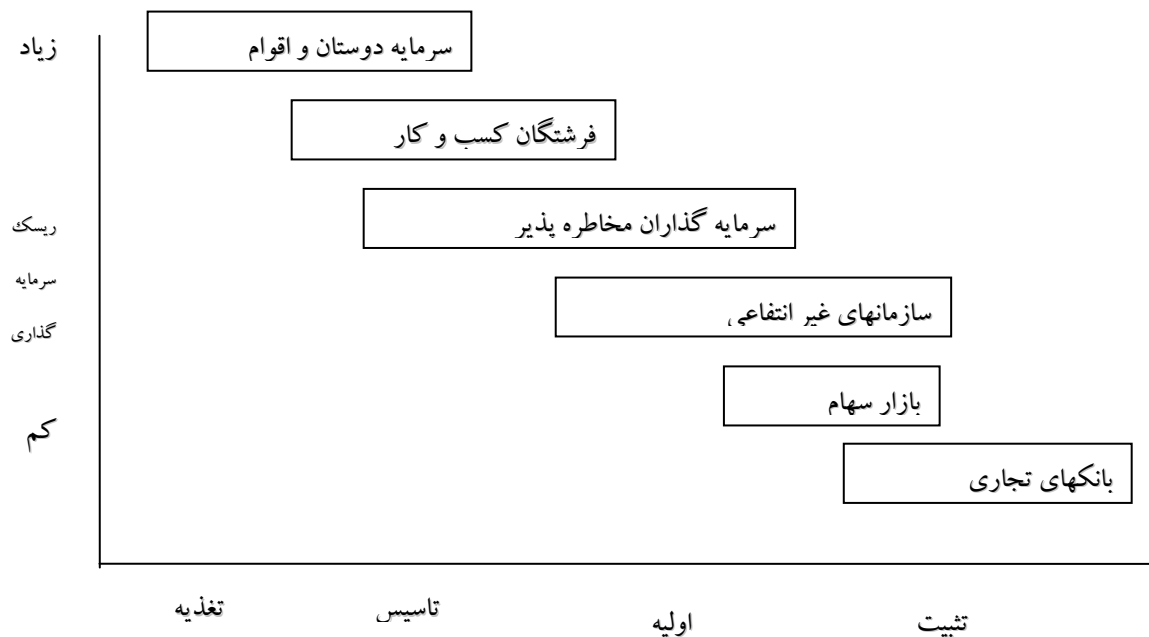 زیاد
سرمایه دوستان و اقوام
فرشتگان کسب و کار
ریسک
سرمایه گذاران مخاطره پذیر
سرمایه
سازمانهای غیر انتفاعی
گذاری
بازار سهام
کم
بانکهای تجاری
تغذیه
تاسیس
اولیه
تثبیت